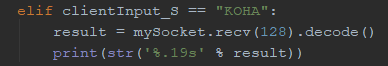 elif clientInput_S == "KOHA":
result = mySocket.recv(128).decode()
print(str('%.19s' % result))